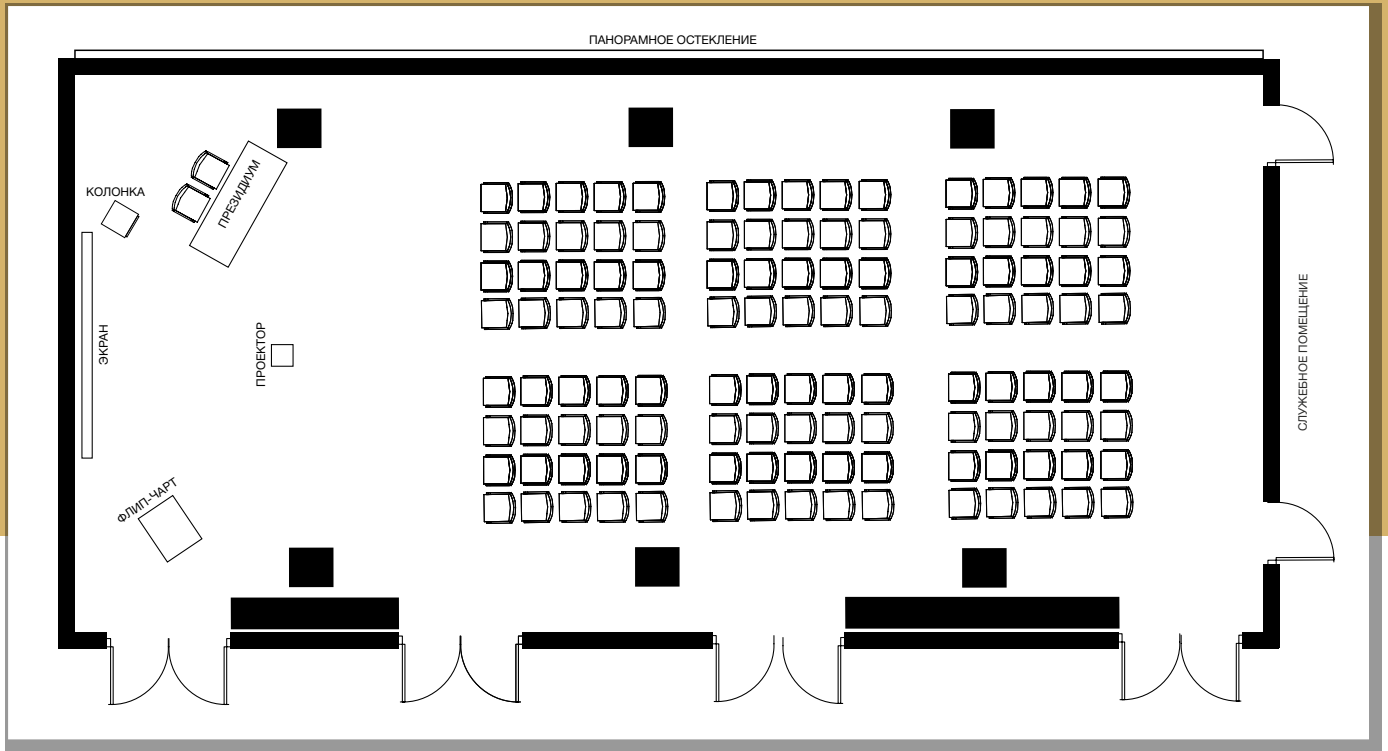 ПАНОРАМНОЕ ОСТЕКЛЕНИЕ
КОЛОНКА
ПРЕЗИДИУМ
ЭКРАН
ПРОЕКТОР
СЛУЖЕБНОЕ ПОМЕЩЕНИЕ
ФЛИП-ЧАРТ